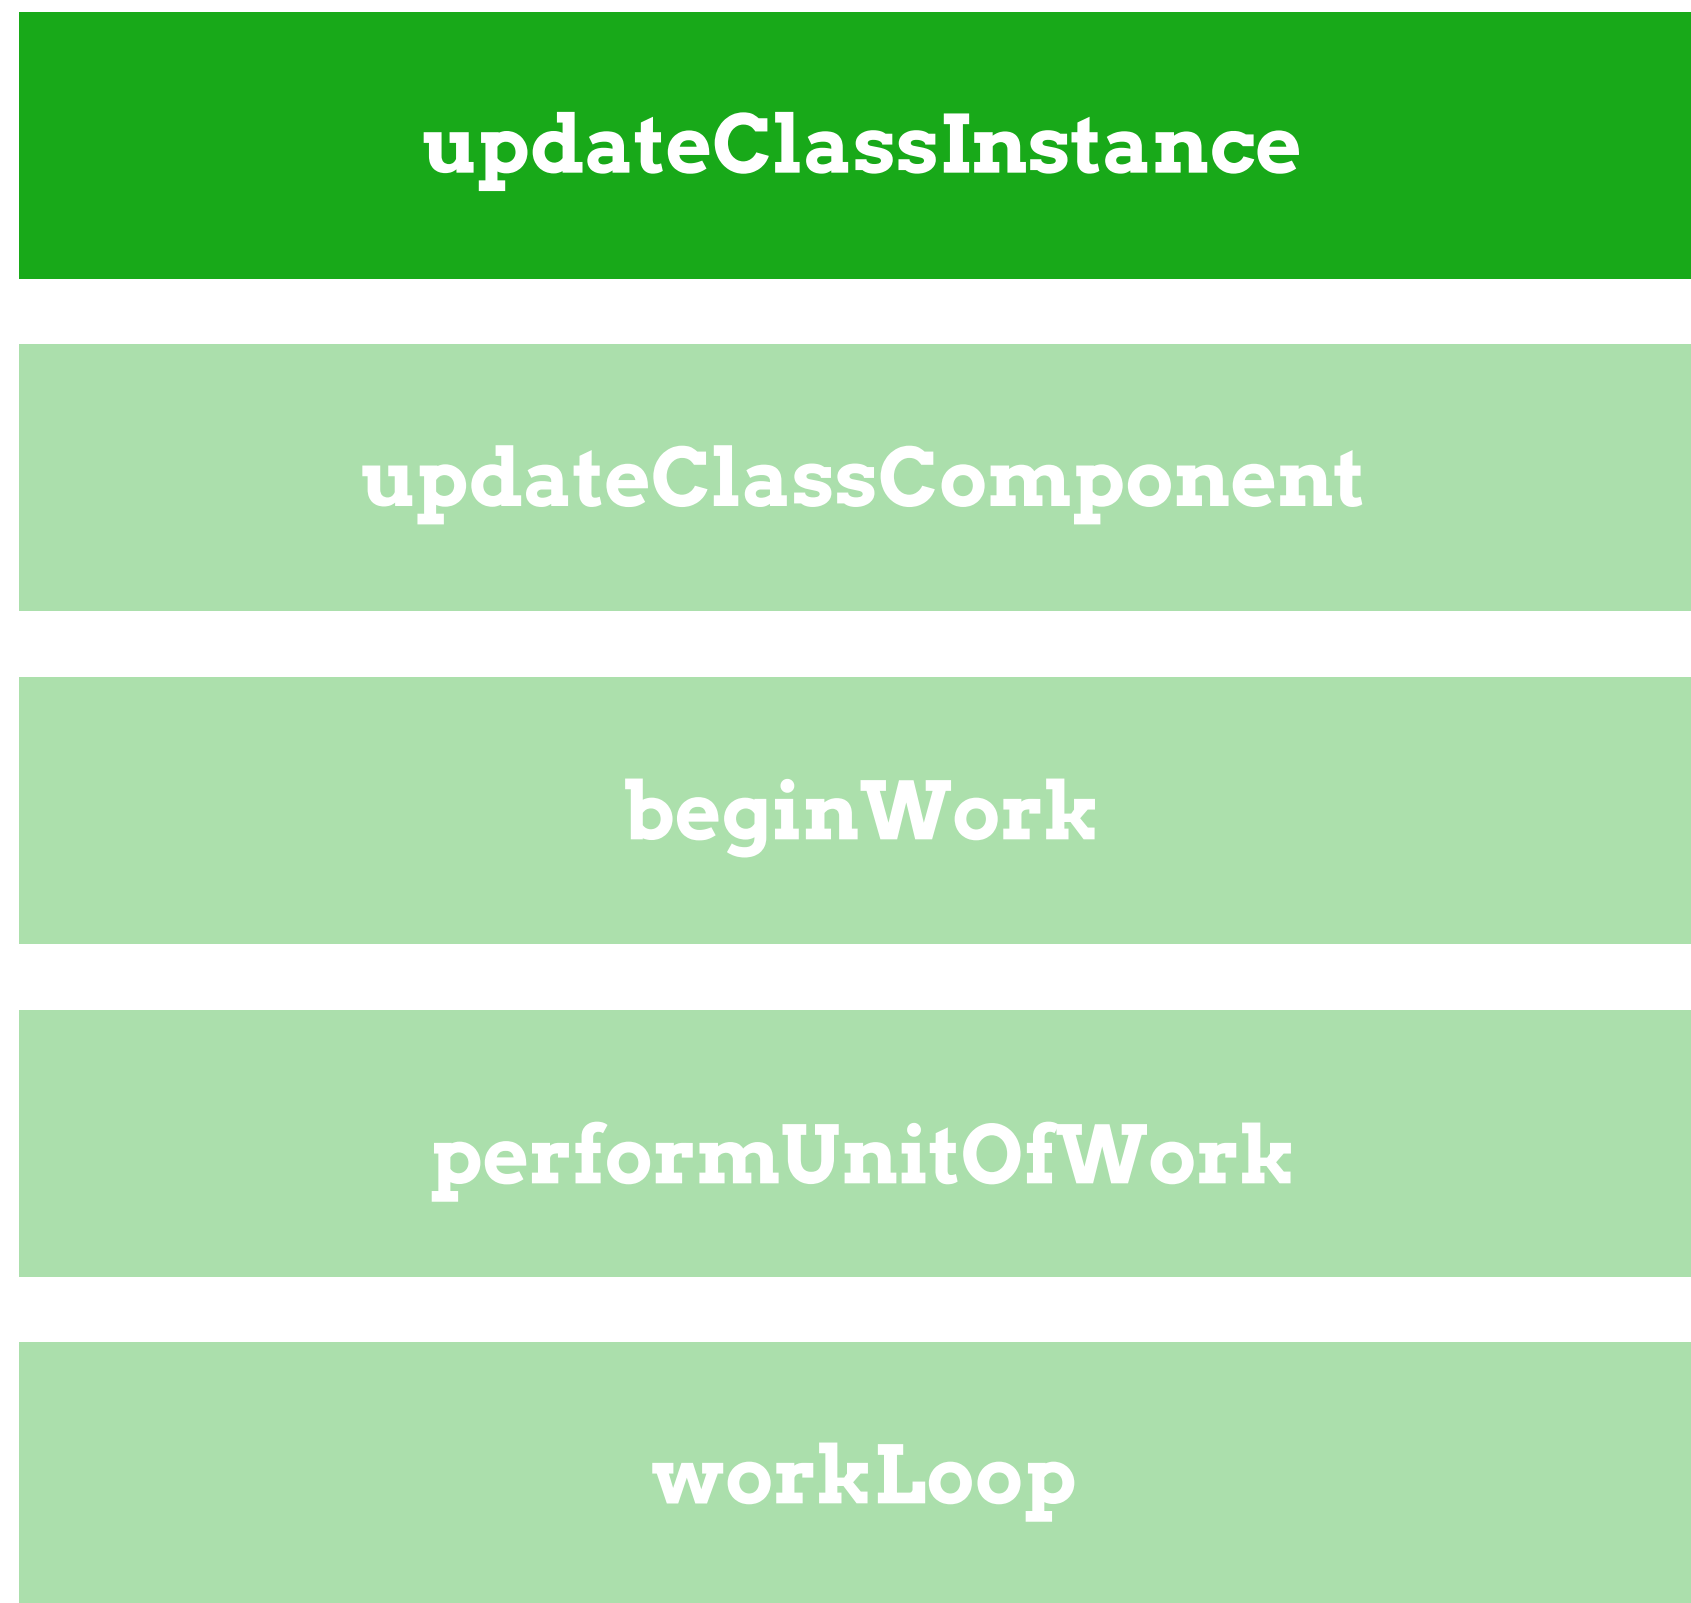 updateClassInstance
updateClassComponent
beginWork
performUnitOfWork
workLoop